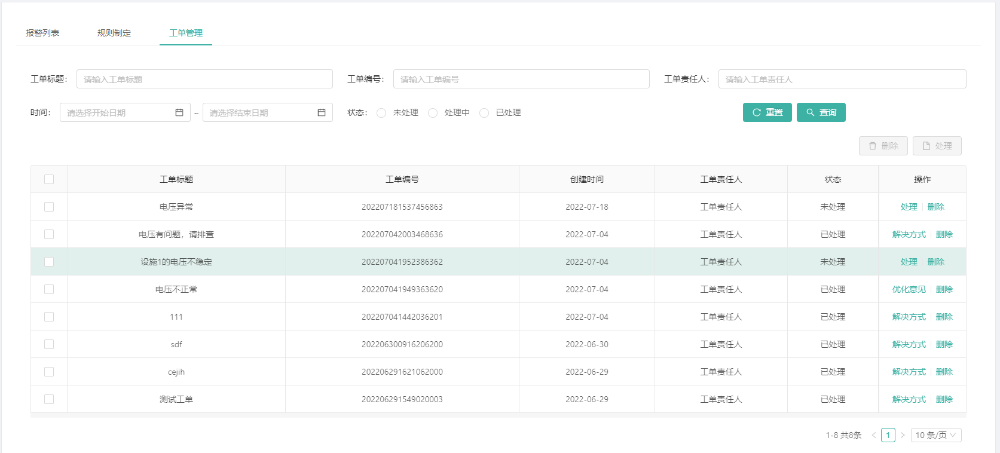 报警列表 规则制定 工单管理
工单标题： 请输入工单标题 工单编号： 请输入工单编号 工单责任人： 请输入工单责任人
时间： 请选择开始日期 ~ 请选择结束日期 状态： 未处理 处理中 已处理 重置 查询
删除 处理
工单标题 工单编号 创建时间 工单责任人 状态 操作
电压异常 202207181537456863 2022-07-18 工单责任人 未处理 处理 删除
电压有问题，请排查 202207042003468636 2022-07-04 工单责任人 已处理 解决方式 删除
设施1的电压不稳定 202207041952386362 2022-07-04 工单责任人 未处理 处理 删除
电压不正常 202207041949363620 2022-07-04 工单责任人 已处理 优化意见 删除
111 202207041442036201 2022-07-04 工单责任人 已处理 解决方式 删除
sdf 202206300916206200 2022-06-30 工单责任人 已处理 解决方式 删除
cejih 202206291621062000 2022-06-29 工单责任人 已处理 解决方式 删除
测试工单 202206291549020003 2022-06-29 工单责任人 已处理 解决方式 删除
1-8 共8条 < 1 > 10 条/页